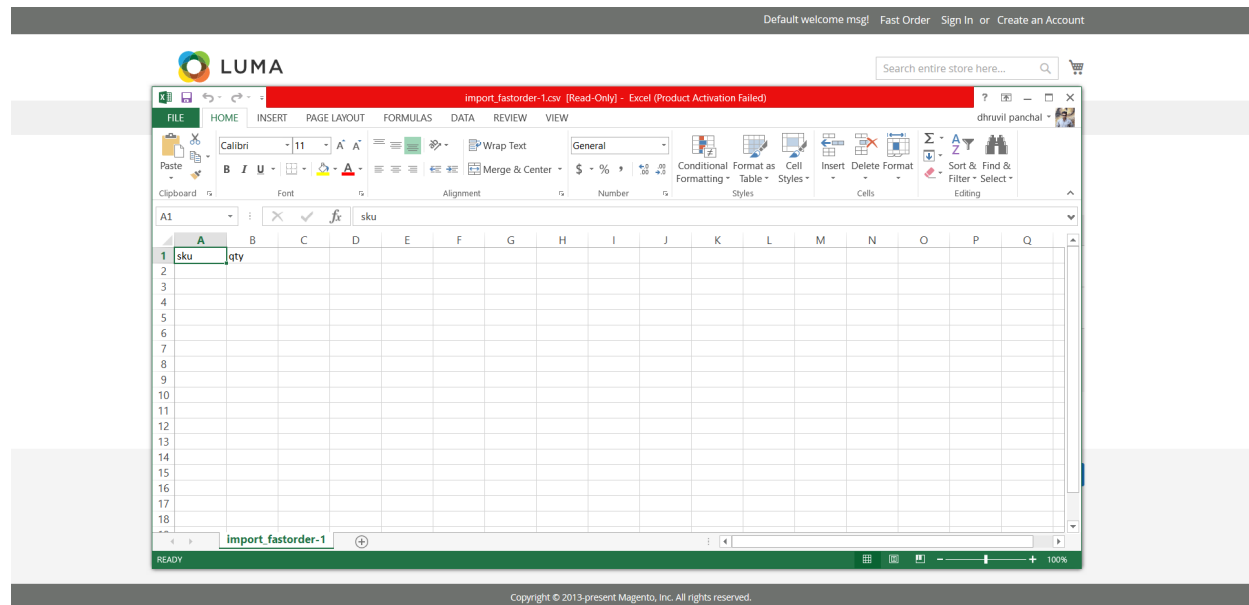 Default welcome msg! Fast Order Sign In or Create an Account
LUMA
Search entire store here...
import_fastorder-1.csv [Read-Only] - Excel (Product Activation Failed)
FILE HOME INSERT PAGE LAYOUT FORMULAS DATA REVIEW VIEW dhruvil panchal
Calibri 11 A A Wrap Text General
Paste B I U A Merge & Center $ % , .00 .0 Conditional Formatting Format as Table Cell Styles Insert Delete Format Sort & Filter Find & Select
Clipboard Font Alignment Number Styles Cells Editing
A1 fx sku
A B C D E F G H I J K L M N O P Q
1 sku qty
2
3
4
5
6
7
8
9
10
11
12
13
14
15
16
17
18
import_fastorder-1
READY 100%
Copyright © 2013-present Magento, Inc. All rights reserved.